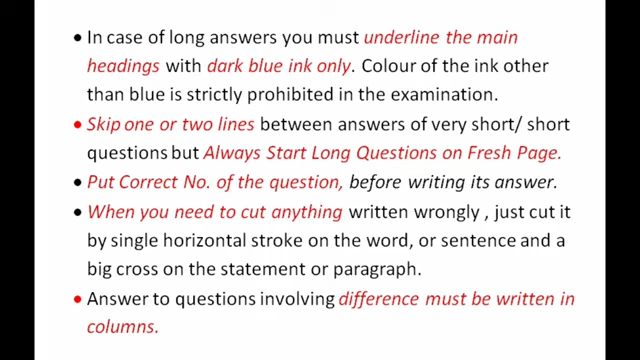 • In case of long answers you must underline the main
headings with dark blue ink only. Colour of the ink other
than blue is strictly prohibited in the examination.
• Skip one or two lines between answers of very short/ short
questions but Always Start Long Questions on Fresh Page.
• Put Correct No. of the question, before writing its answer.
• When you need to cut anything written wrongly , just cut it
by single horizontal stroke on the word, or sentence and a
big cross on the statement or paragraph.
• Answer to questions involving difference must be written in
columns.